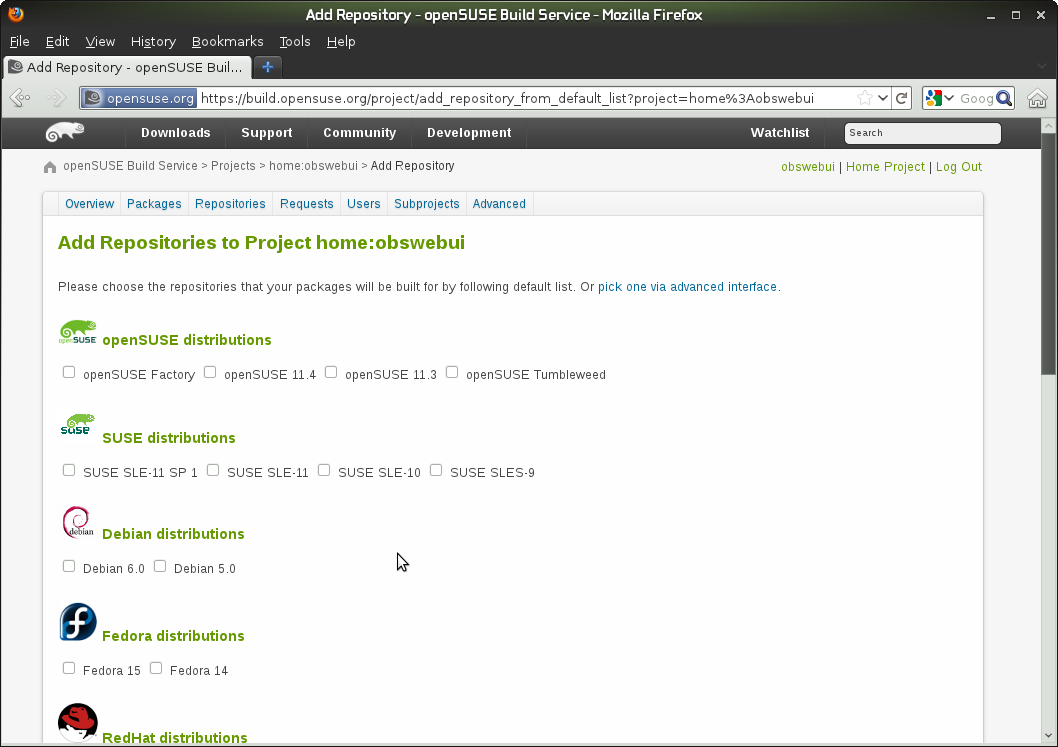 Add Repository - openSUSE Build Service - Mozilla Firefox
File Edit View History Bookmarks Tools Help
Add Repository - openSUSE Buil...
opensuse.org https://build.opensuse.org/project/add_repository_from_default_list?project=home%3Aobswebui Goog
Downloads Support Community Development Watchlist Search
openSUSE Build Service > Projects > home:obswebui > Add Repository obswebui | Home Project | Log Out
Overview Packages Repositories Requests Users Subprojects Advanced
Add Repositories to Project home:obswebui
Please choose the repositories that your packages will be built for by following default list. Or pick one via advanced interface.
openSUSE openSUSE distributions
openSUSE Factory openSUSE 11.4 openSUSE 11.3 openSUSE Tumbleweed
SUSE SUSE distributions
SUSE SLE-11 SP 1 SUSE SLE-11 SUSE SLE-10 SUSE SLES-9
debian Debian distributions
Debian 6.0 Debian 5.0
Fedora distributions
Fedora 15 Fedora 14
RedHat distributions